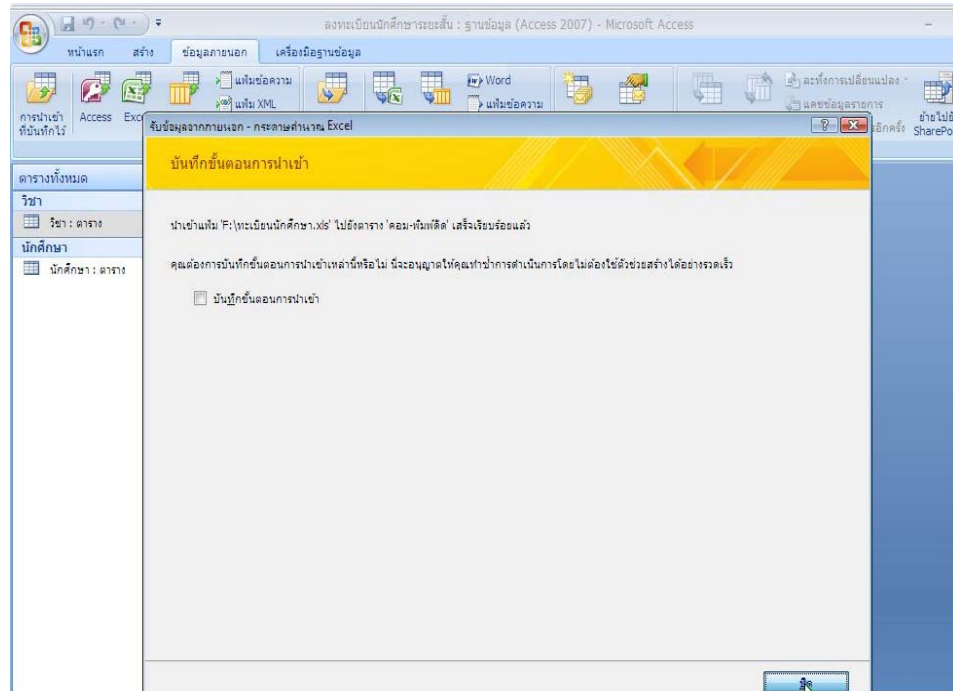 ลงทะเบียนนักศึกษาระยะสั้น : ฐานข้อมูล (Access 2007) - Microsoft Access
หน้าแรก สร้าง ข้อมูลภายนอก เครื่องมือฐานข้อมูล
การนำเข้า
ที่บันทึกไว้
Access
แฟ้มข้อความ
แฟ้ม XML
Word
แฟ้มข้อความ
ละทิ้งการเปลี่ยนแปลง
แคชข้อมูลรายการ
รับข้อมูลจากภายนอก - กระดาษคำนวณ Excel
บันทึกขั้นตอนการนำเข้า
ตารางทั้งหมด
วิชา
วิชา : ตาราง
นักศึกษา
นักศึกษา : ตาราง
นำเข้าแฟ้ม 'F:\ทะเบียนนักศึกษา.xls' ไปยังตาราง 'คอม-พิมพ์ดีด' เสร็จเรียบร้อยแล้ว
คุณต้องการบันทึกขั้นตอนการนำเข้าเหล่านี้หรือไม่ นี่จะอนุญาตให้คุณทำซ้ำการดำเนินการโดยไม่ต้องใช้ตัวช่วยสร้างได้อย่างรวดเร็ว
บันทึกขั้นตอนการนำเข้า